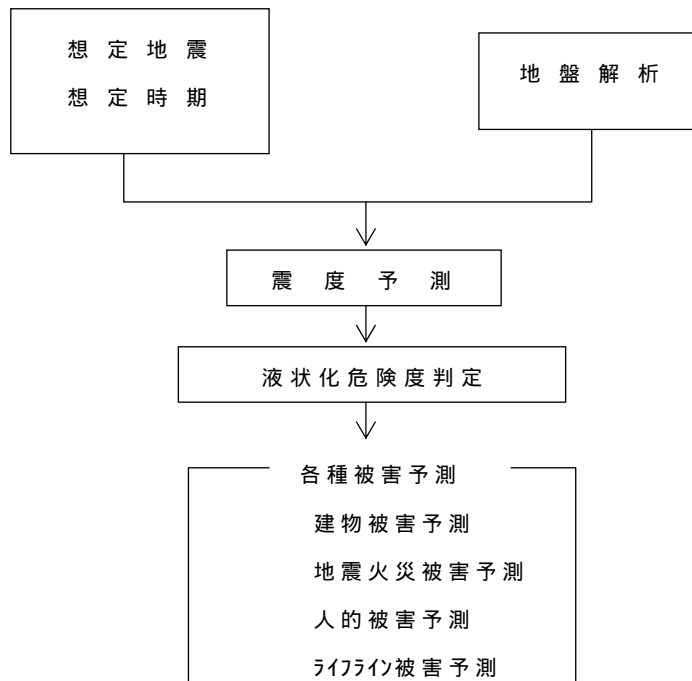 想定地震
想定時期
地盤解析
震度予測
液状化危険度判定
各種被害予測
建物被害予測
地震火災被害予測
人的被害予測
ﾗｲﾌﾗｲﾝ被害予測